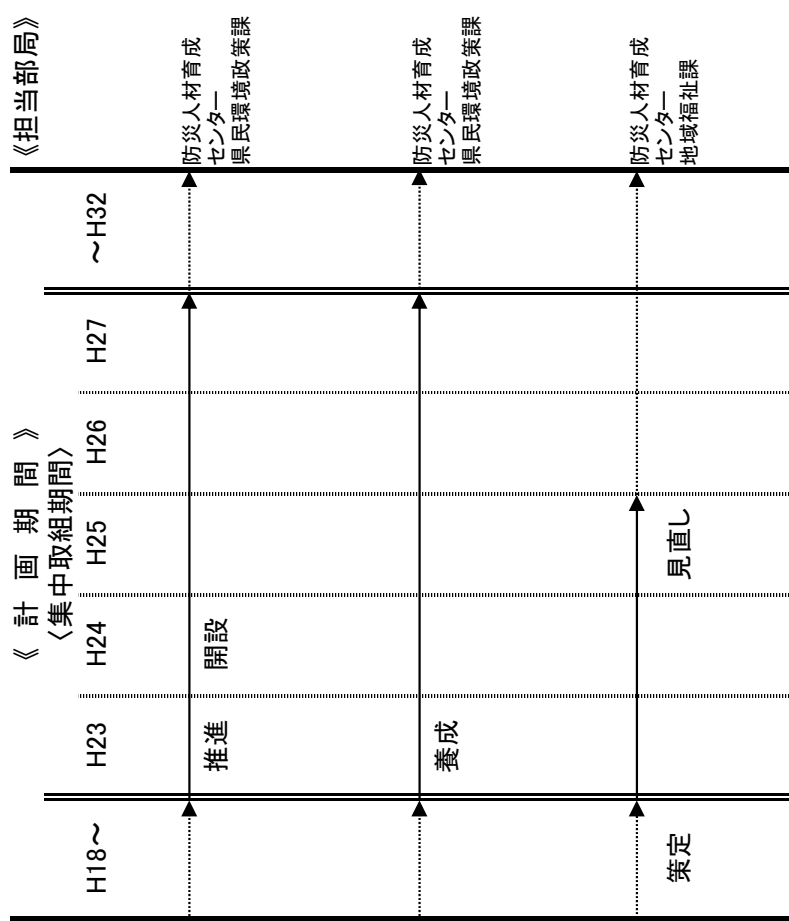 《 計 画 期 間 》
〈集中取組期間〉
《担当部局》
H18～
H23
H24
H25
H26
H27
～H32
推進
開設
防災人材育成
センター
県民環境政策課
養成
防災人材育成
センター
県民環境政策課
策定
見直し
防災人材育成
センター
地域福祉課